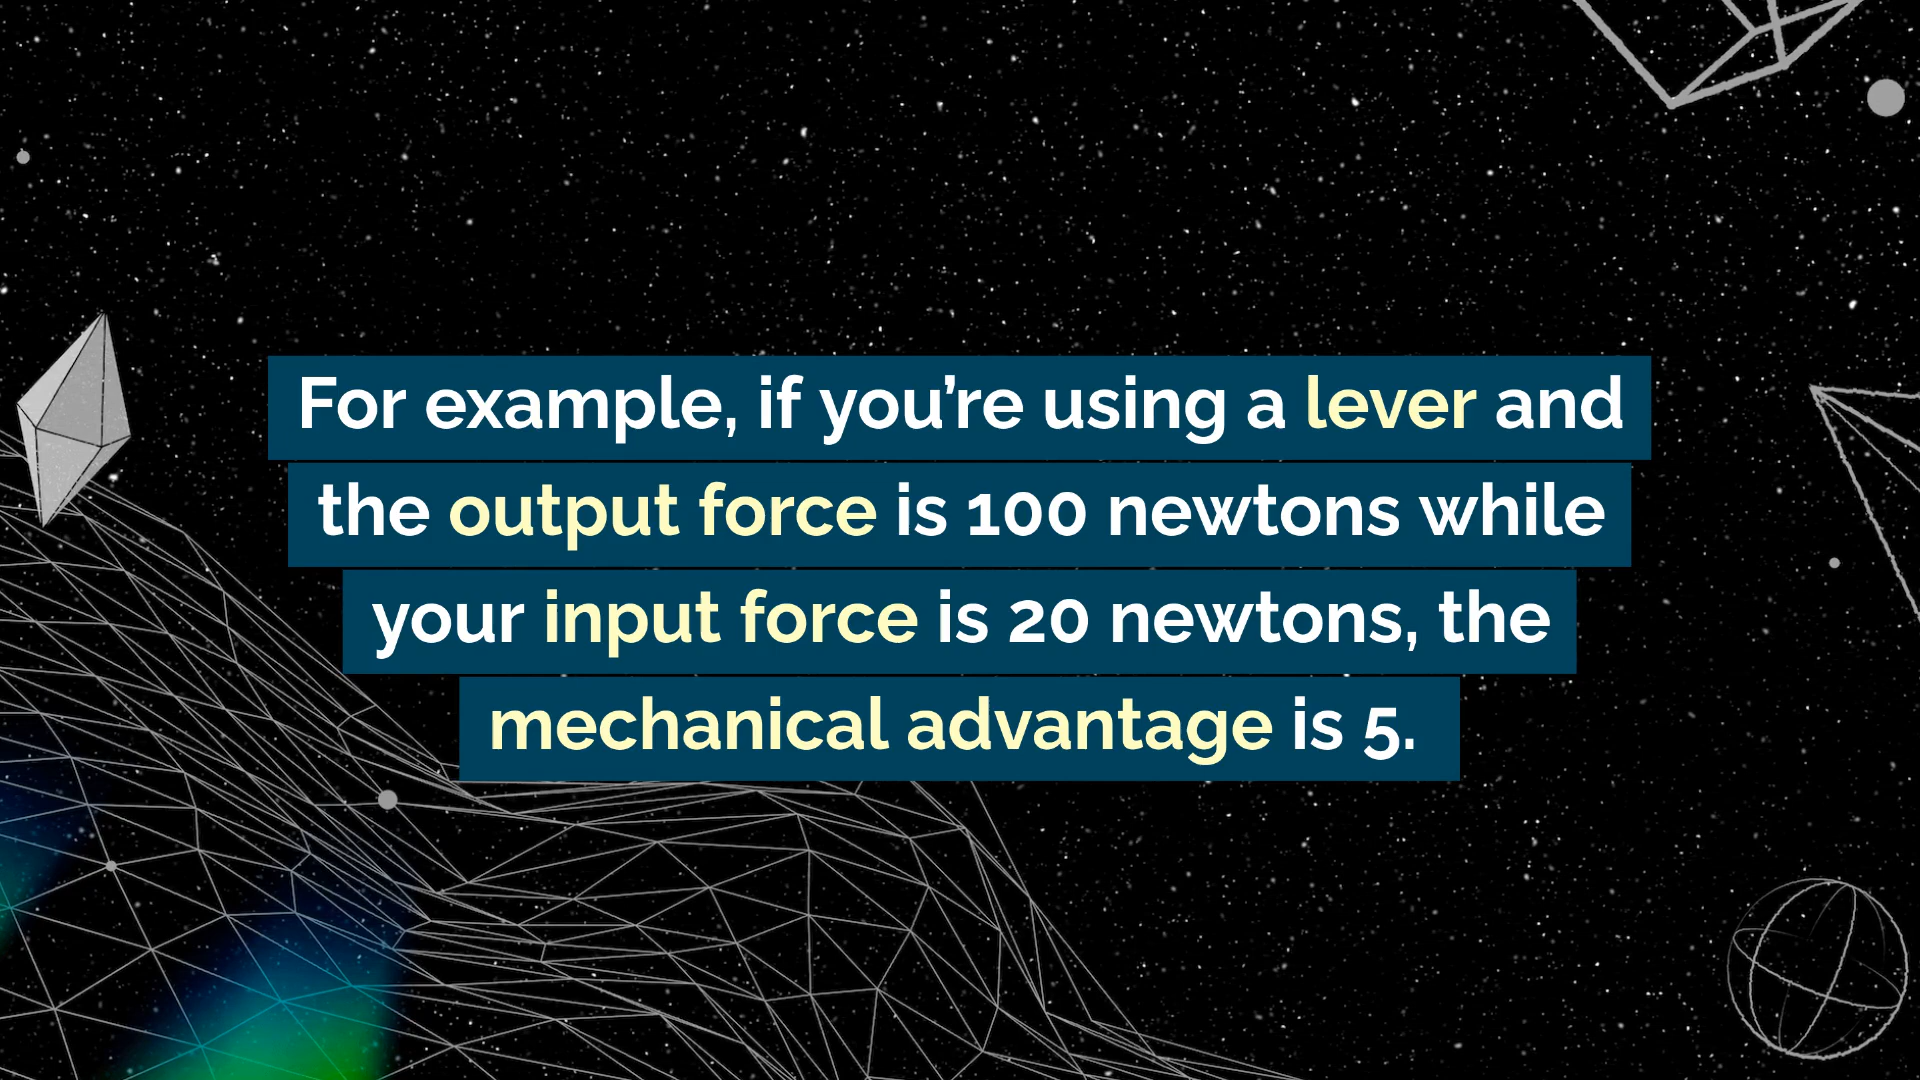 For example, if you’re using a lever and
the output force is 100 newtons while
your input force is 20 newtons, the
mechanical advantage is 5.